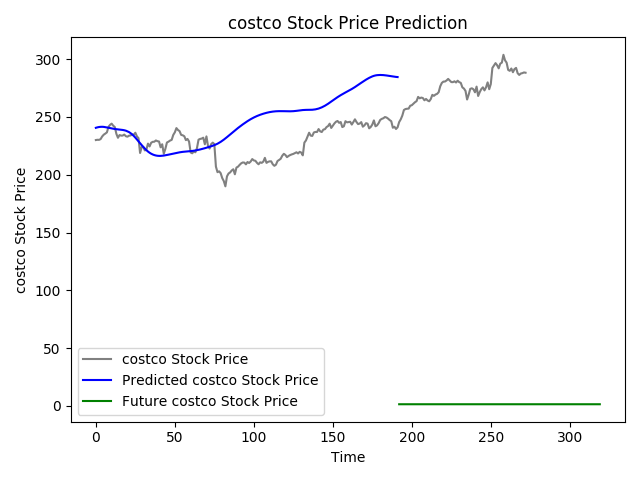 costco Stock Price Prediction
costco Stock Price
300
250
200
150
100
50
0
costco Stock Price
Predicted costco Stock Price
Future costco Stock Price
0 50 100 150 200 250 300
Time